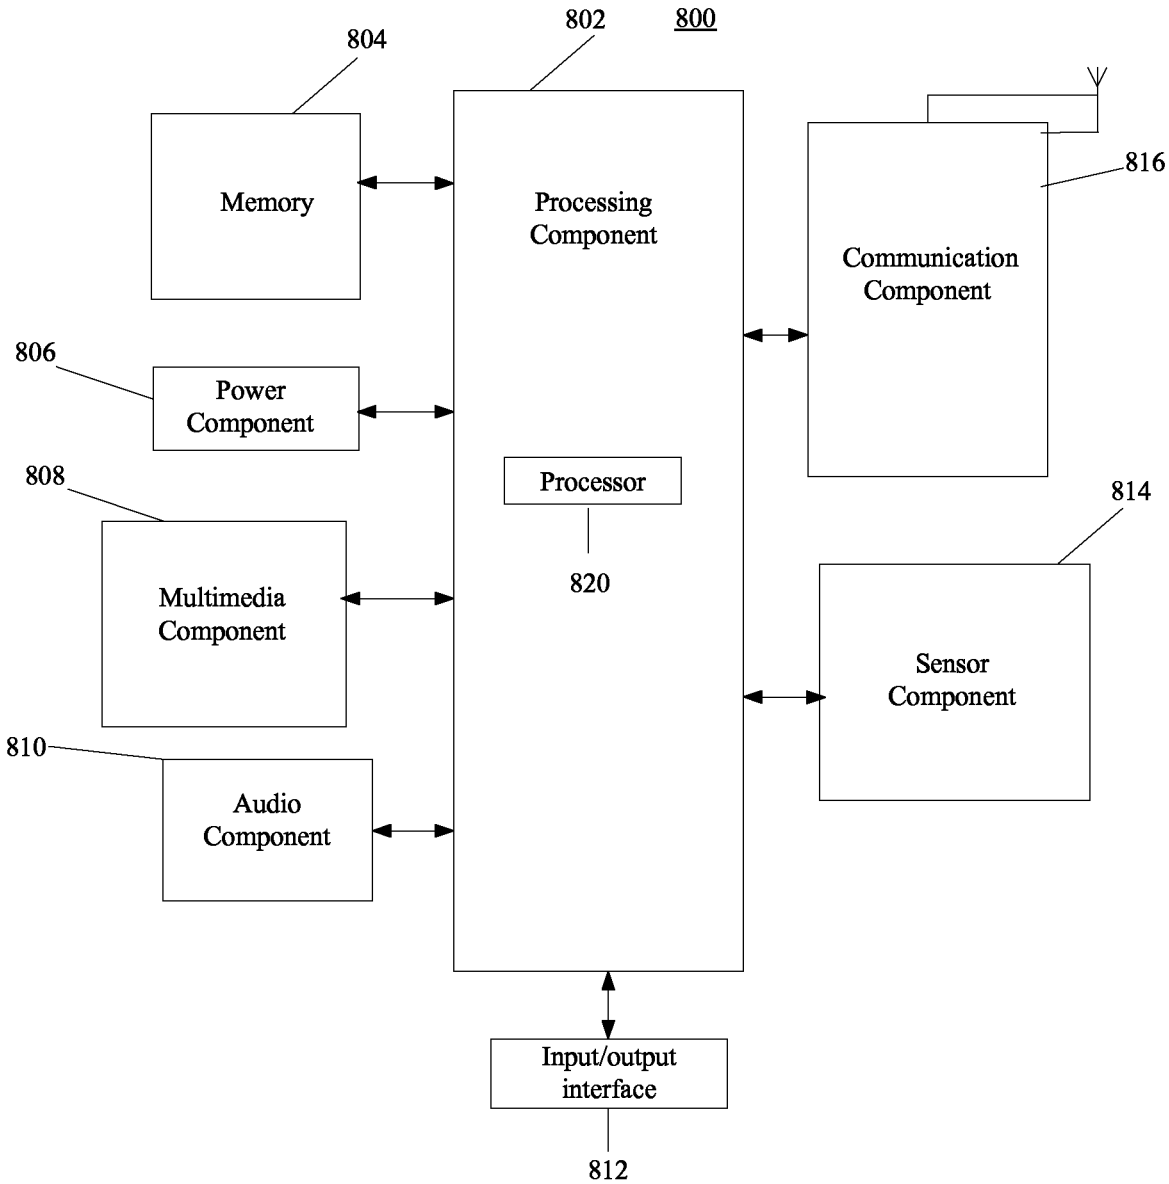 802
800
804
816
Memory
Processing
Component
Communication
Component
806
Power
Component
808
Processor
814
820
Multimedia
Component
Sensor
Component
810
Audio
Component
Input/output
interface
812